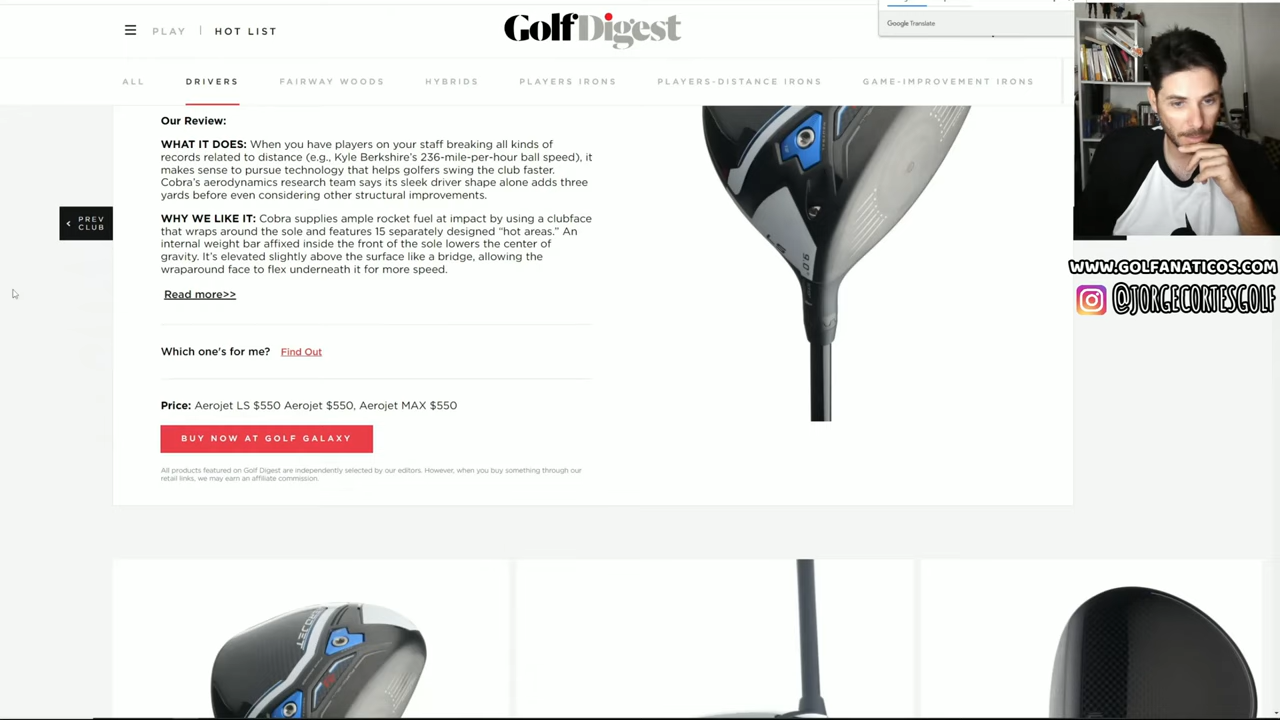 Google Translate
PLAY | HOT LIST
GolfDigest
ALL
DRIVERS
FAIRWAY WOODS
HYBRIDS
PLAYERS IRONS
PLAYERS-DISTANCE IRONS
GAME-IMPROVEMENT IRONS
Our Review:
WHAT IT DOES: When you have players on your staff breaking all kinds of
records related to distance (e.g., Kyle Berkshire's 236-mile-per-hour ball speed), it
makes sense to pursue technology that helps golfers swing the club faster.
Cobra's aerodynamics research team says its sleek driver shape alone adds three
yards before even considering other structural improvements.
PREV
CLUB
WHY WE LIKE IT: Cobra supplies ample rocket fuel at impact by using a clubface
that wraps around the sole and features 15 separately designed “hot areas.” An
internal weight bar affixed inside the front of the sole lowers the center of
gravity. It's elevated slightly above the surface like a bridge, allowing the
wraparound face to flex underneath it for more speed.
Read more>>
Which one's for me? Find Out
Price: Aerojet LS $550 Aerojet $550, Aerojet MAX $550
BUY NOW AT GOLF GALAXY
All products featured on Golf Digest are independently selected by our editors. However, when you buy something through our
retail links, we may earn an affiliate commission.
9.0
WWW.GOLFANATICOS.COM
@JORGECORTESGOLF
AEROJET